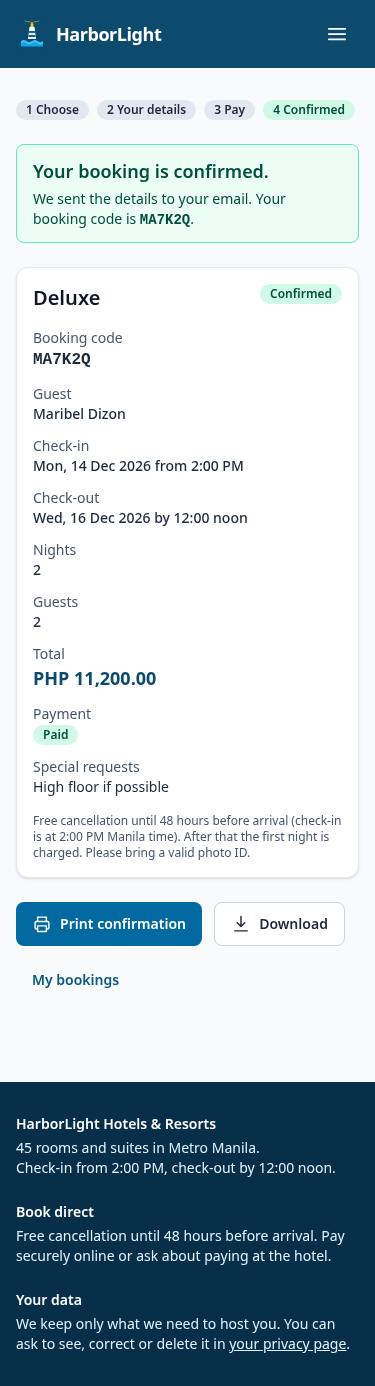 HarborLight
1 Choose 2 Your details 3 Pay 4 Confirmed
Your booking is confirmed.
We sent the details to your email. Your
booking code is MA7K2Q.
Deluxe Confirmed
Booking code
MA7K2Q
Guest
Maribel Dizon
Check-in
Mon, 14 Dec 2026 from 2:00 PM
Check-out
Wed, 16 Dec 2026 by 12:00 noon
Nights
2
Guests
2
Total
PHP 11,200.00
Payment
Paid
Special requests
High floor if possible
Free cancellation until 48 hours before arrival (check-in
is at 2:00 PM Manila time). After that the first night is
charged. Please bring a valid photo ID.
Print confirmation Download
My bookings
HarborLight Hotels & Resorts
45 rooms and suites in Metro Manila.
Check-in from 2:00 PM, check-out by 12:00 noon.
Book direct
Free cancellation until 48 hours before arrival. Pay
securely online or ask about paying at the hotel.
Your data
We keep only what we need to host you. You can
ask to see, correct or delete it in your privacy page.